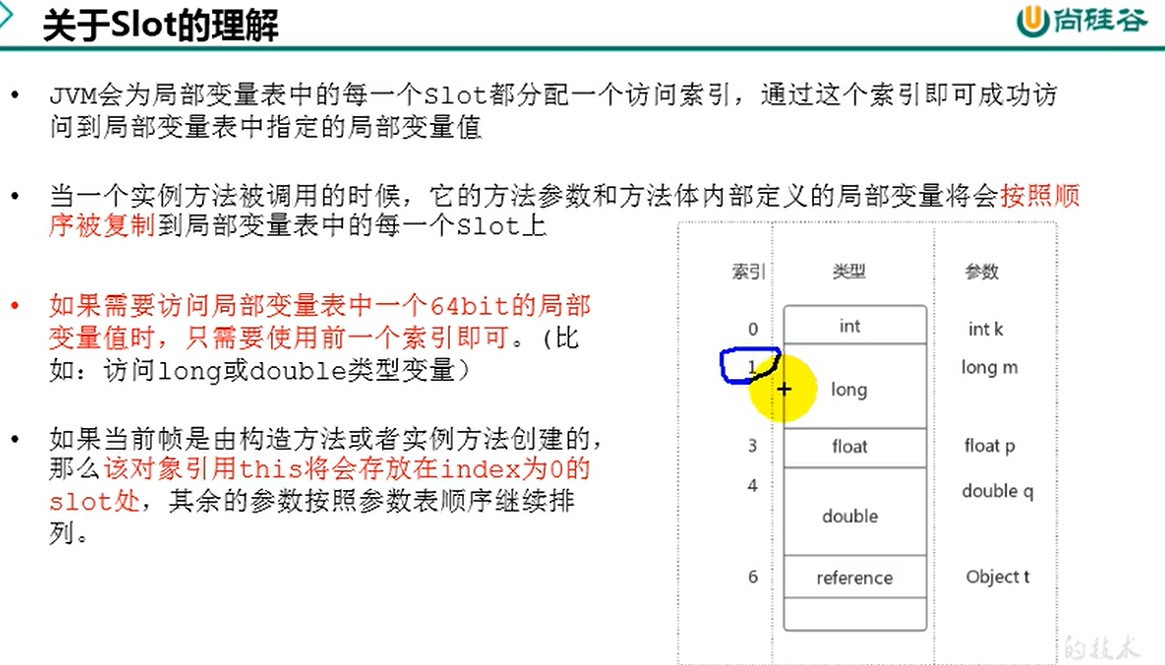 关于Slot的理解
尚硅谷
• JVM会为局部变量表中的每一个Slot都分配一个访问索引，通过这个索引即可成功访
问到局部变量表中指定的局部变量值
• 当一个实例方法被调用的时候，它的方法参数和方法体内部定义的局部变量将会按照顺
序被复制到局部变量表中的每一个Slot上
• 如果需要访问局部变量表中一个64bit的局部
变量值时，只需要使用前一个索引即可。(比
如：访问long或double类型变量）
• 如果当前帧是由构造方法或者实例方法创建的，
那么该对象引用this将会存放在index为0的
slot处，其余的参数按照参数表顺序继续排
列。
索引 类型 参数
0 int int k
1 long long m
3 float float p
4 double double q
6 reference Object t
的技术